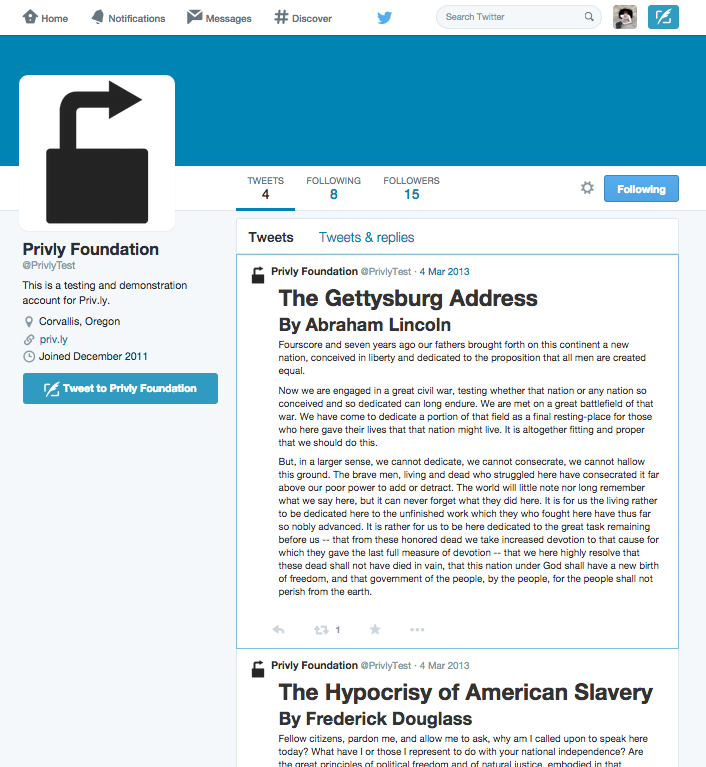 Home Notifications Messages Discover Search Twitter
TWEETS FOLLOWING FOLLOWERS
4 8 15
Following
Privly Foundation
@PrivlyTest
This is a testing and demonstration
account for Priv.ly.
Corvallis, Oregon
priv.ly
Joined December 2011
Tweet to Privly Foundation
Tweets Tweets & replies
Privly Foundation @PrivlyTest · 4 Mar 2013
The Gettysburg Address
By Abraham Lincoln
Fourscore and seven years ago our fathers brought forth on this continent a new
nation, conceived in liberty and dedicated to the proposition that all men are created
equal.
Now we are engaged in a great civil war, testing whether that nation or any nation so
conceived and so dedicated can long endure. We are met on a great battlefield of that
war. We have come to dedicate a portion of that field as a final resting-place for those
who here gave their lives that that nation might live. It is altogether fitting and proper
that we should do this.
But, in a larger sense, we cannot dedicate, we cannot consecrate, we cannot hallow
this ground. The brave men, living and dead who struggled here have consecrated it far
above our poor power to add or detract. The world will little note nor long remember
what we say here, but it can never forget what they did here. It is for us the living rather
to be dedicated here to the unfinished work which they who fought here have thus far
so nobly advanced. It is rather for us to be here dedicated to the great task remaining
before us -- that from these honored dead we take increased devotion to that cause for
which they gave the last full measure of devotion -- that we here highly resolve that
these dead shall not have died in vain, that this nation under God shall have a new birth
of freedom, and that government of the people, by the people, for the people shall not
perish from the earth.
1
Privly Foundation @PrivlyTest · 4 Mar 2013
The Hypocrisy of American Slavery
By Frederick Douglass
Fellow citizens, pardon me, and allow me to ask, why am I called upon to speak here
today? What have I or those I represent to do with your national independence? Are
the great principles of political freedom and of natural justice, embodied in that